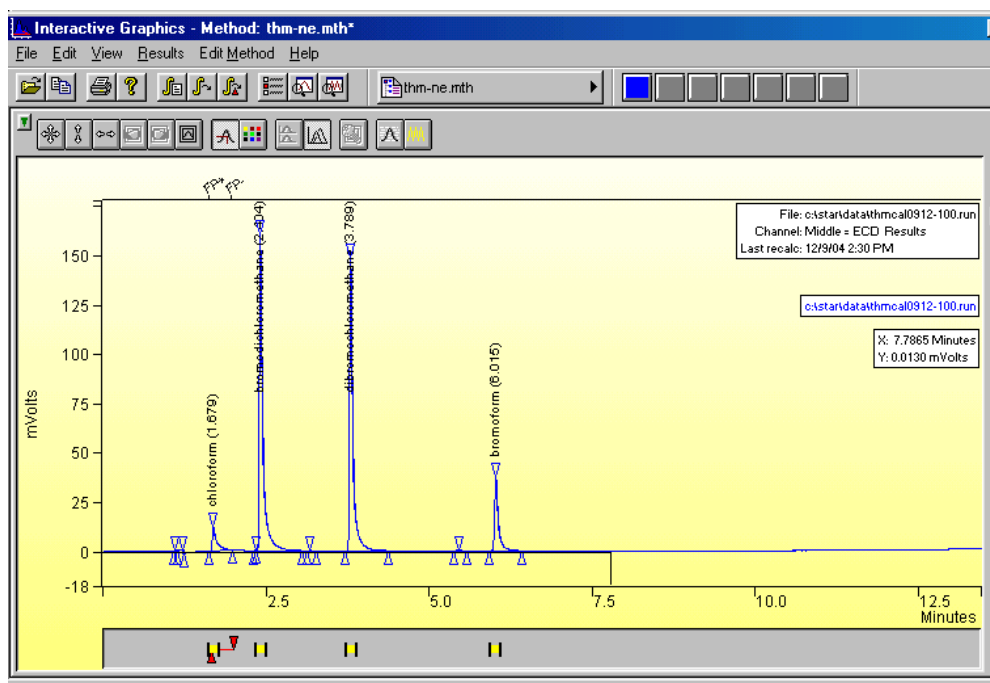 Interactive Graphics - Method: thm-ne.mth*
File Edit View Results Edit Method Help
thm-ne.mth
FP* FP-
File: c:\star\data\thmcal0912-100.run
Channel: Middle = ECD Results
Last recalc: 12/9/04 2:30 PM
c:\star\data\thmcal0912-100.run
X: 7.7865 Minutes
Y: 0.0130 mVolts
mVolts
150
125
100
75
50
25
0
-18
chloroform (1.679)
bromodichloromethane (2.404)
dibromochloromethane (3.789)
bromoform (6.015)
2.5 5.0 7.5 10.0 12.5
Minutes